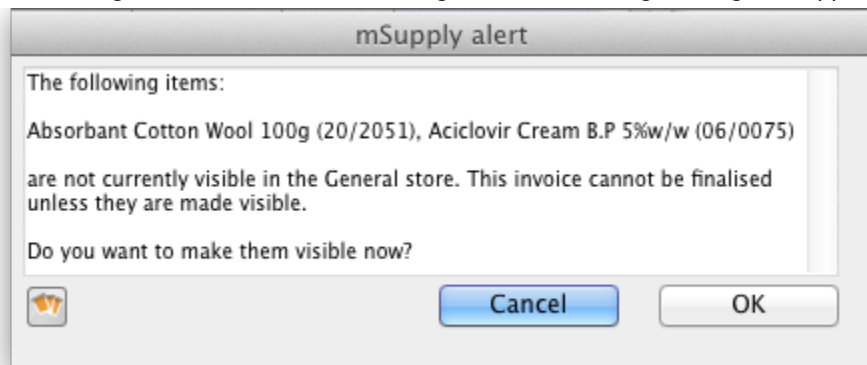 mSupply alert
The following items:
Absorbant Cotton Wool 100g (20/2051), Aciclovir Cream B.P 5%w/w (06/0075)
are not currently visible in the General store. This invoice cannot be finalised
unless they are made visible.
Do you want to make them visible now?
Cancel
OK